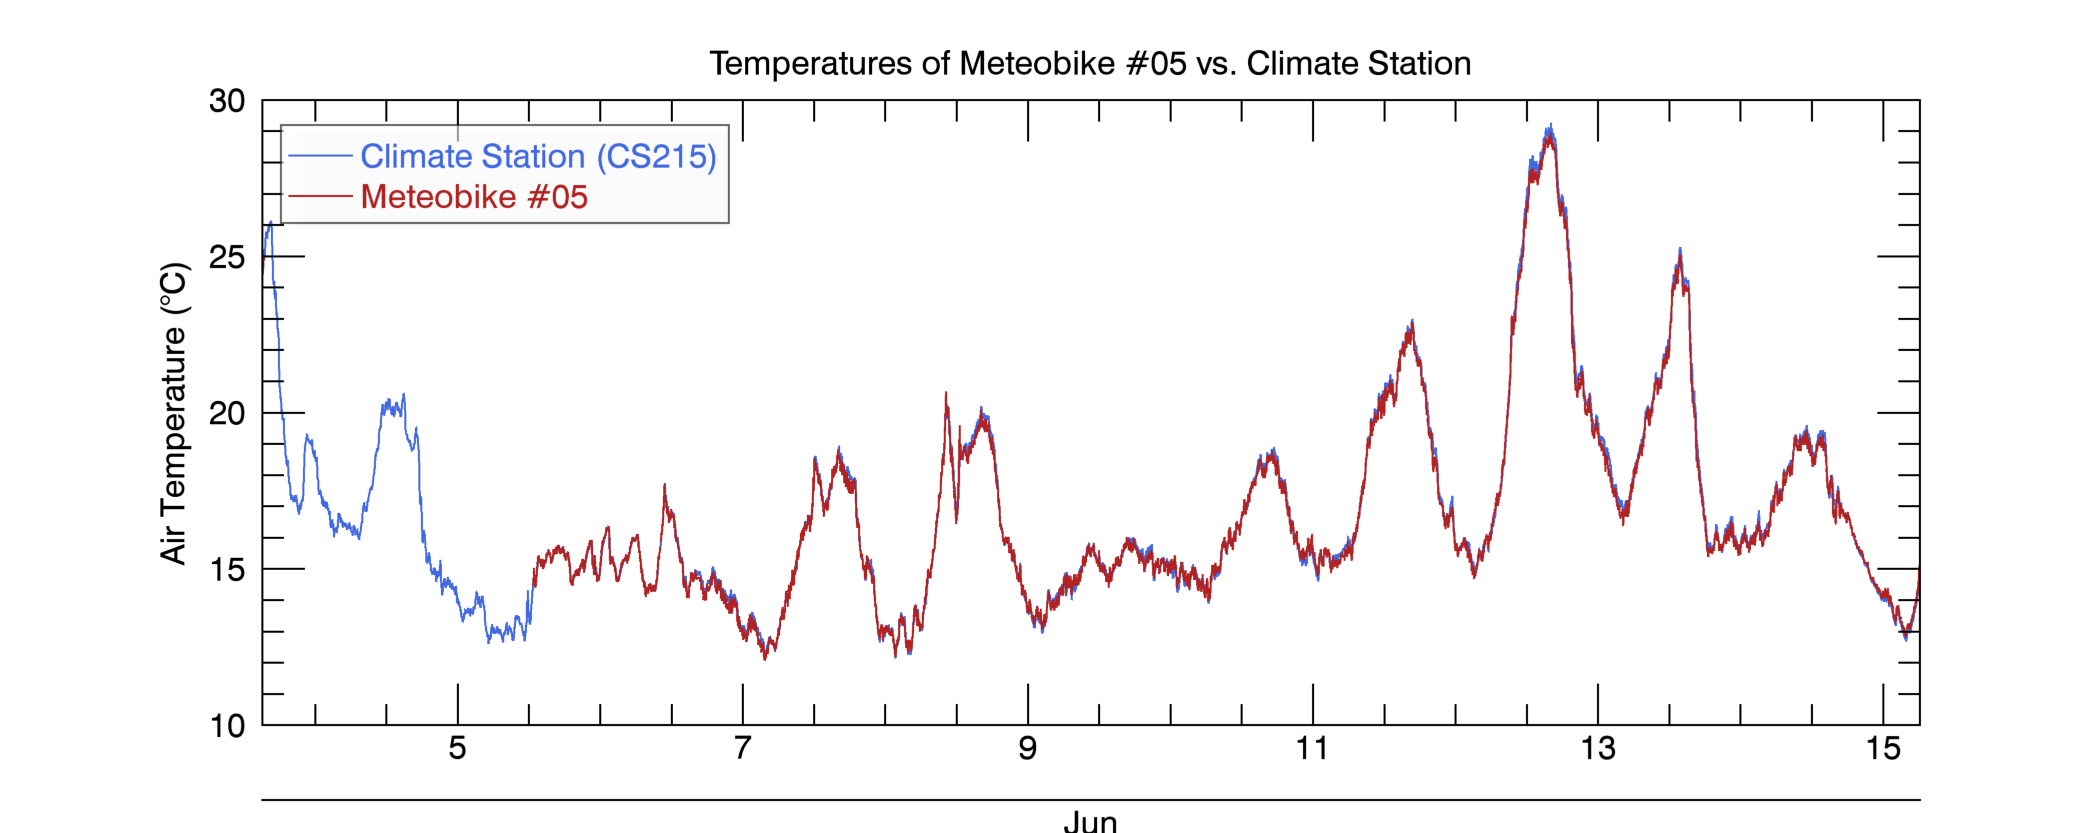 Temperatures of Meteobike #05 vs. Climate Station
30
25
20
15
10
Air Temperature (°C)
Climate Station (CS215)
Meteobike #05
5 7 9 11 13 15
Jun